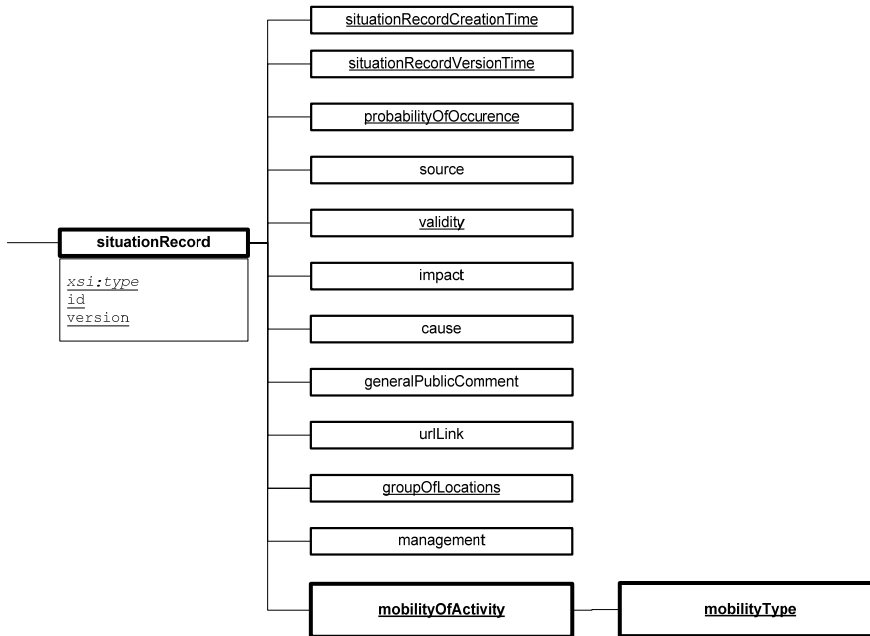 situationRecordCreationTime
situationRecordVersionTime
probabilityOfOccurence
source
validity
situationRecord
xsi:type
id
version
impact
cause
generalPublicComment
urlLink
groupOfLocations
management
mobilityOfActivity
mobilityType